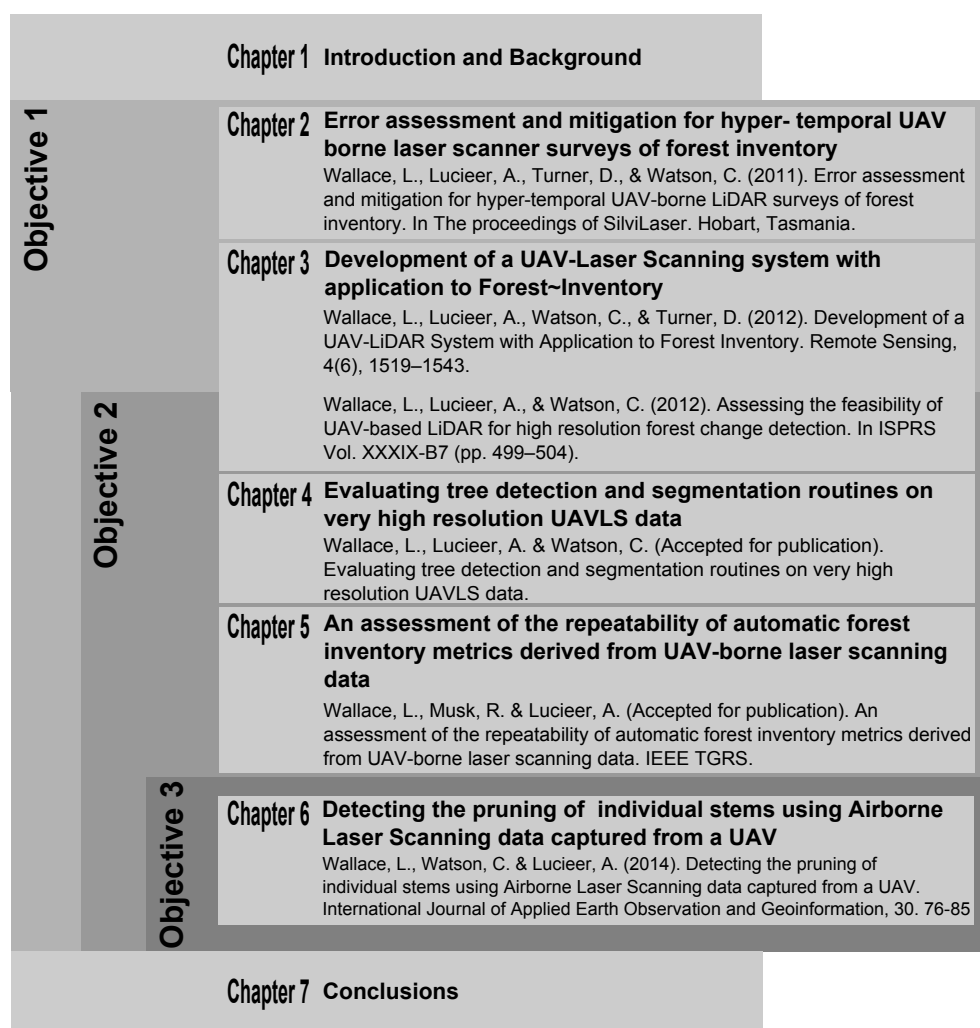 Chapter 1 Introduction and Background
Objective 1
Chapter 2 Error assessment and mitigation for hyper- temporal UAV
borne laser scanner surveys of forest inventory
Wallace, L., Lucieer, A., Turner, D., & Watson, C. (2011). Error assessment
and mitigation for hyper-temporal UAV-borne LiDAR surveys of forest
inventory. In The proceedings of SilviLaser. Hobart, Tasmania.
Chapter 3 Development of a UAV-Laser Scanning system with
application to Forest~Inventory
Wallace, L., Lucieer, A., Watson, C., & Turner, D. (2012). Development of a
UAV-LiDAR System with Application to Forest Inventory. Remote Sensing,
4(6), 1519–1543.
Objective 2
Wallace, L., Lucieer, A., & Watson, C. (2012). Assessing the feasibility of
UAV-based LiDAR for high resolution forest change detection. In ISPRS
Vol. XXXIX-B7 (pp. 499–504).
Chapter 4 Evaluating tree detection and segmentation routines on
very high resolution UAVLS data
Wallace, L., Lucieer, A. & Watson, C. (Accepted for publication).
Evaluating tree detection and segmentation routines on very high
resolution UAVLS data.
Chapter 5 An assessment of the repeatability of automatic forest
inventory metrics derived from UAV-borne laser scanning
data
Wallace, L., Musk, R. & Lucieer, A. (Accepted for publication). An
assessment of the repeatability of automatic forest inventory metrics derived
from UAV-borne laser scanning data. IEEE TGRS.
Objective 3
Chapter 6 Detecting the pruning of individual stems using Airborne
Laser Scanning data captured from a UAV
Wallace, L., Watson, C. & Lucieer, A. (2014). Detecting the pruning of
individual stems using Airborne Laser Scanning data captured from a UAV.
International Journal of Applied Earth Observation and Geoinformation, 30. 76-85
Chapter 7 Conclusions